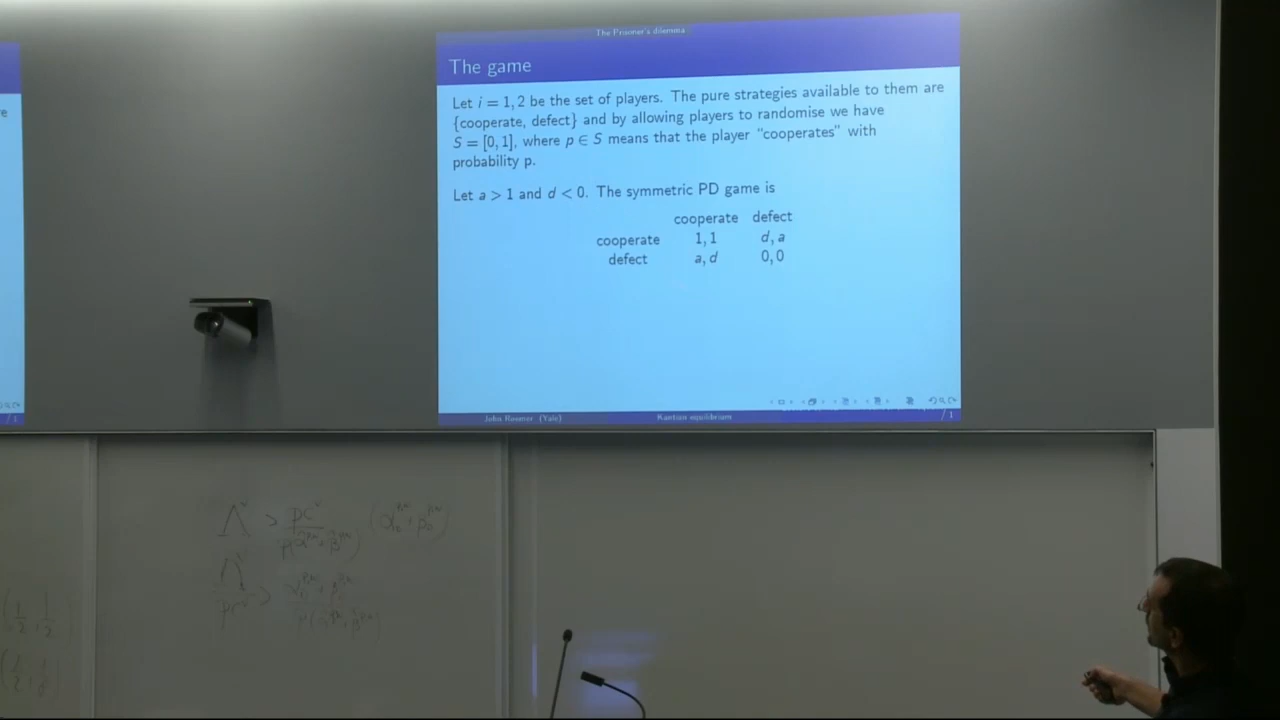 The Prisoner's dilemma
The game
Let i = 1, 2 be the set of players. The pure strategies available to them are
{cooperate, defect} and by allowing players to randomise we have
S = [0, 1], where p ∈ S means that the player "cooperates" with
probability p.
Let a > 1 and d < 0. The symmetric PD game is
cooperate defect
cooperate 1, 1 d, a
defect a, d 0, 0
John Roemer (Yale) Kantian equilibrium / 1
e
/ 1